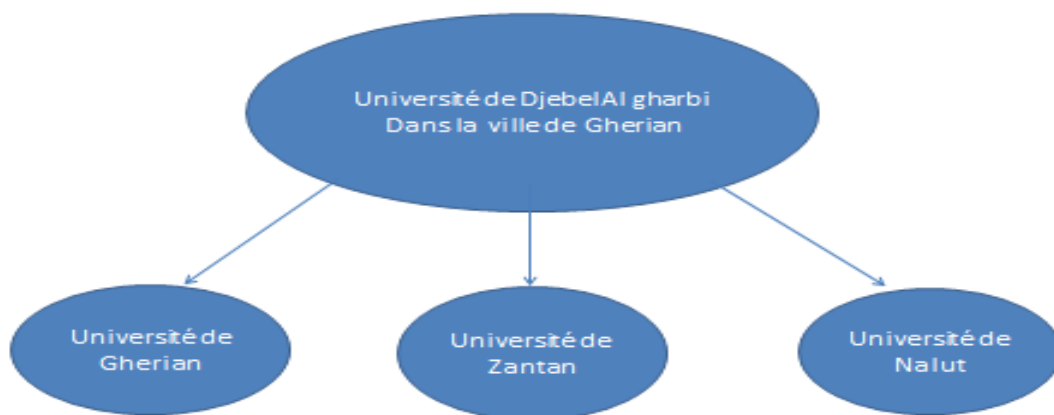 Université de Djebel Al gharbi
Dans la ville de Gherian
Université de
Gherian
Université de
Zantan
Université de
Nalut